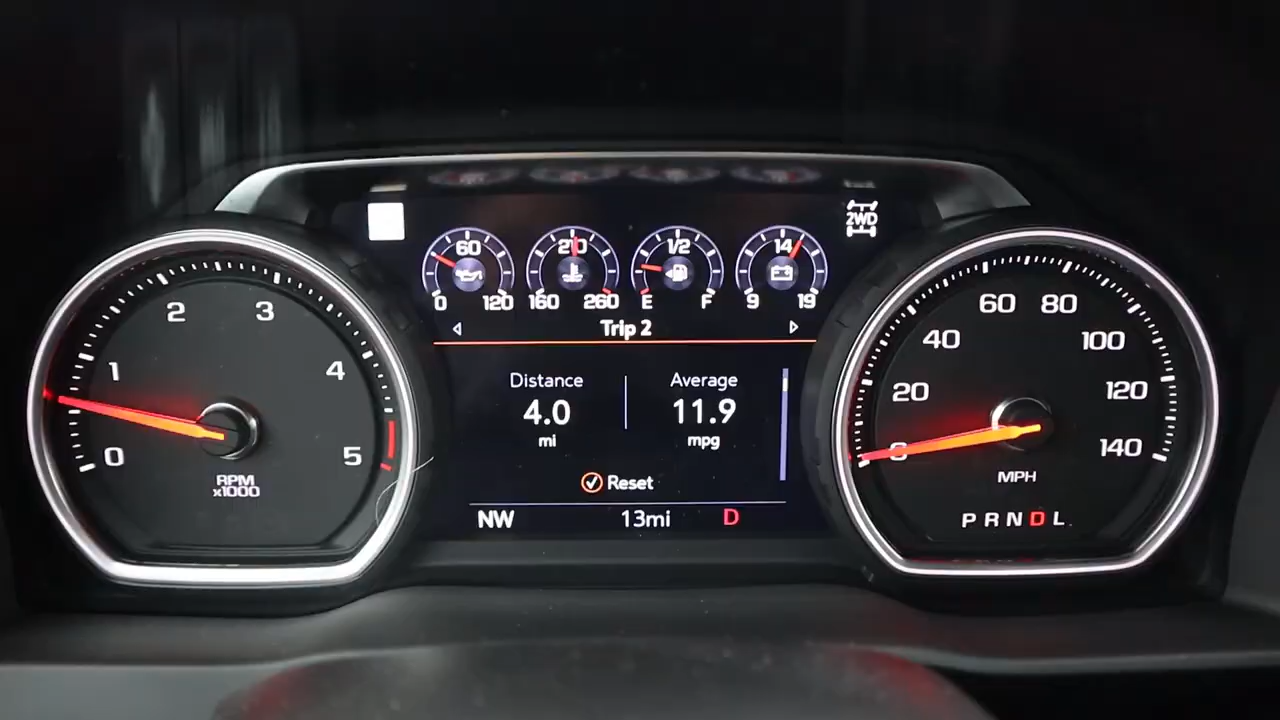 2WD
60
0 120
210
160 260
1/2
E F
14
9 19
Trip 2
Distance
4.0
mi
Average
11.9
mpg
Reset
NW 13mi D
0 1 2 3 4 5
RPM
x1000
0 20 40 60 80 100 120 140
MPH
P R N D L